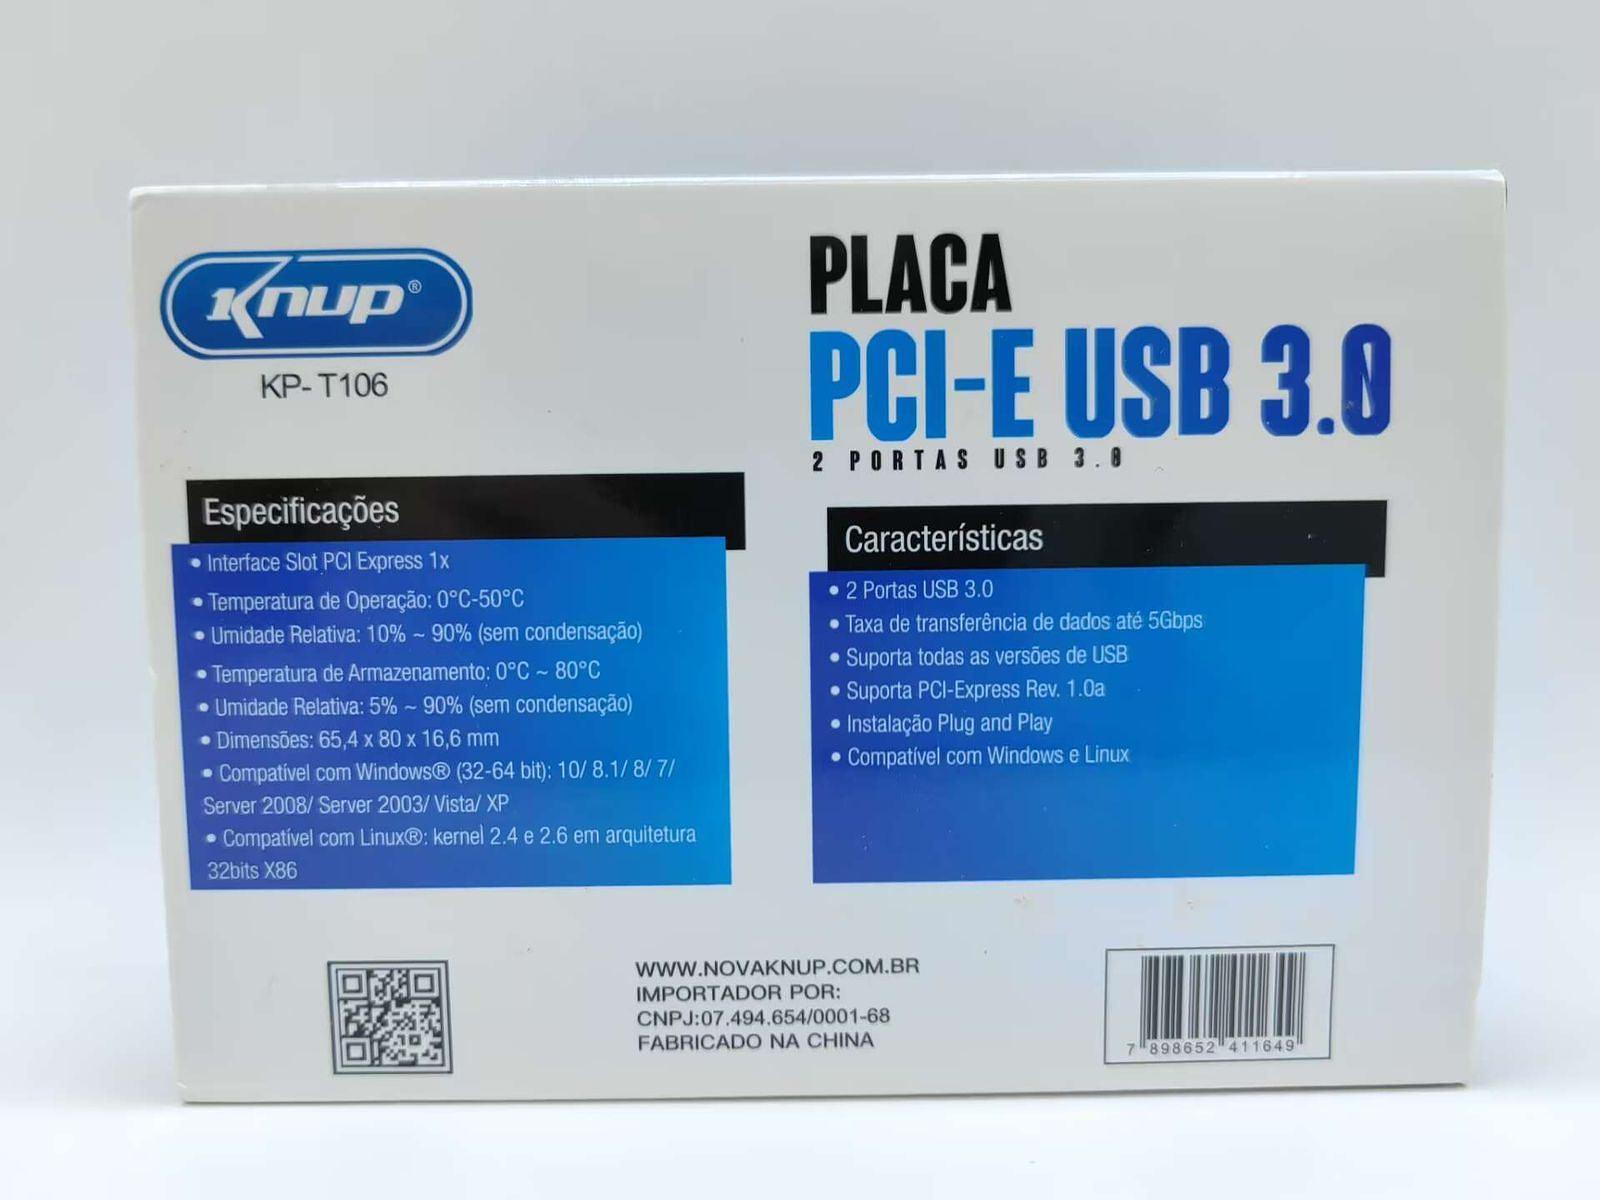 Knup®
KP- T106
PLACA
PCI-E USB 3.0
2 PORTAS USB 3.0
Especificações
• Interface Slot PCI Express 1x
• Temperatura de Operação: 0°C-50°C
• Umidade Relativa: 10% ~ 90% (sem condensação)
• Temperatura de Armazenamento: 0°C ~ 80°C
• Umidade Relativa: 5% ~ 90% (sem condensação)
• Dimensões: 65,4 x 80 x 16,6 mm
• Compatível com Windows® (32-64 bit): 10/ 8.1/ 8/ 7/
Server 2008/ Server 2003/ Vista/ XP
• Compatível com Linux®: kernel 2.4 e 2.6 em arquitetura
32bits X86
Características
• 2 Portas USB 3.0
• Taxa de transferência de dados até 5Gbps
• Suporta todas as versões de USB
• Suporta PCI-Express Rev. 1.0a
• Instalação Plug and Play
• Compatível com Windows e Linux
WWW.NOVAKNUP.COM.BR
IMPORTADOR POR:
CNPJ:07.494.654/0001-68
FABRICADO NA CHINA
7 898652 411649